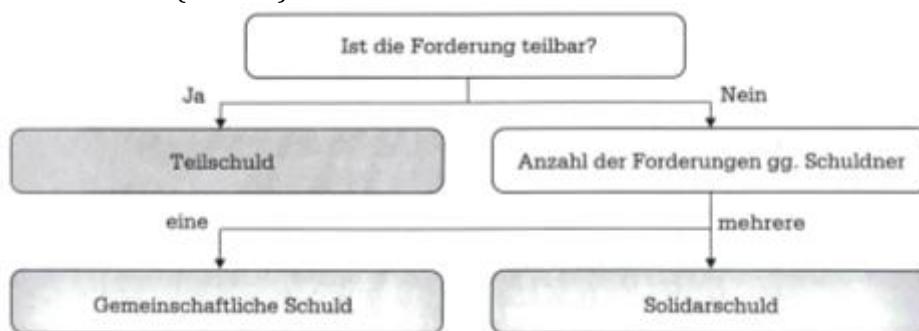 Ist die Forderung teilbar?
Ja
Nein
Teilschuld
Anzahl der Forderungen gg. Schuldner
eine
mehrere
Gemeinschaftliche Schuld
Solidarschuld